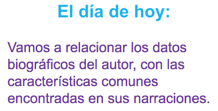 El día de hoy:
Vamos a relacionar los datos
biográficos del autor, con las
características comunes
encontradas en sus narraciones.